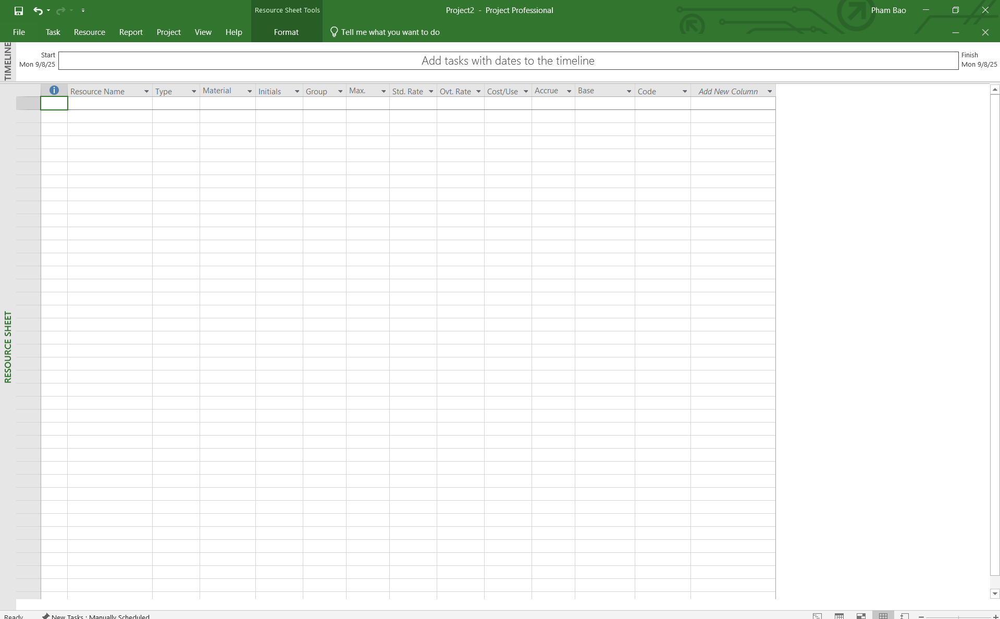 Resource Sheet Tools
Project2 - Project Professional
Pham Bao
File Task Resource Report Project View Help Format Tell me what you want to do
TIMELINE
Start
Mon 9/8/25
Add tasks with dates to the timeline
Finish
Mon 9/8/25
Resource Name Type Material Initials Group Max. Std. Rate Ovt. Rate Cost/Use Accrue Base Code Add New Column
RESOURCE SHEET
Ready New Tasks : Manually Scheduled